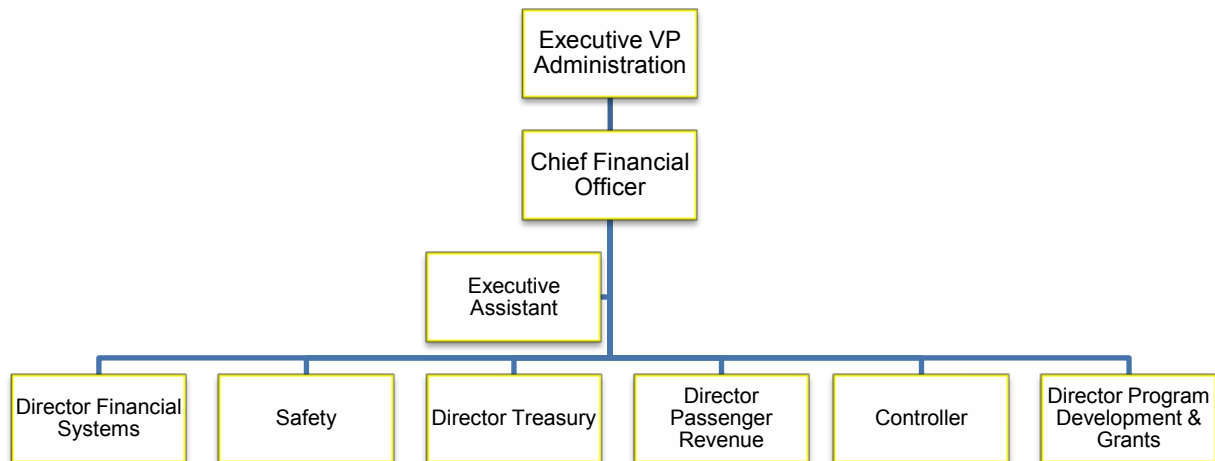 Executive VP
Administration
Chief Financial
Officer
Executive
Assistant
Director Financial
Systems
Safety
Director Treasury
Director
Passenger
Revenue
Controller
Director Program
Development &
Grants